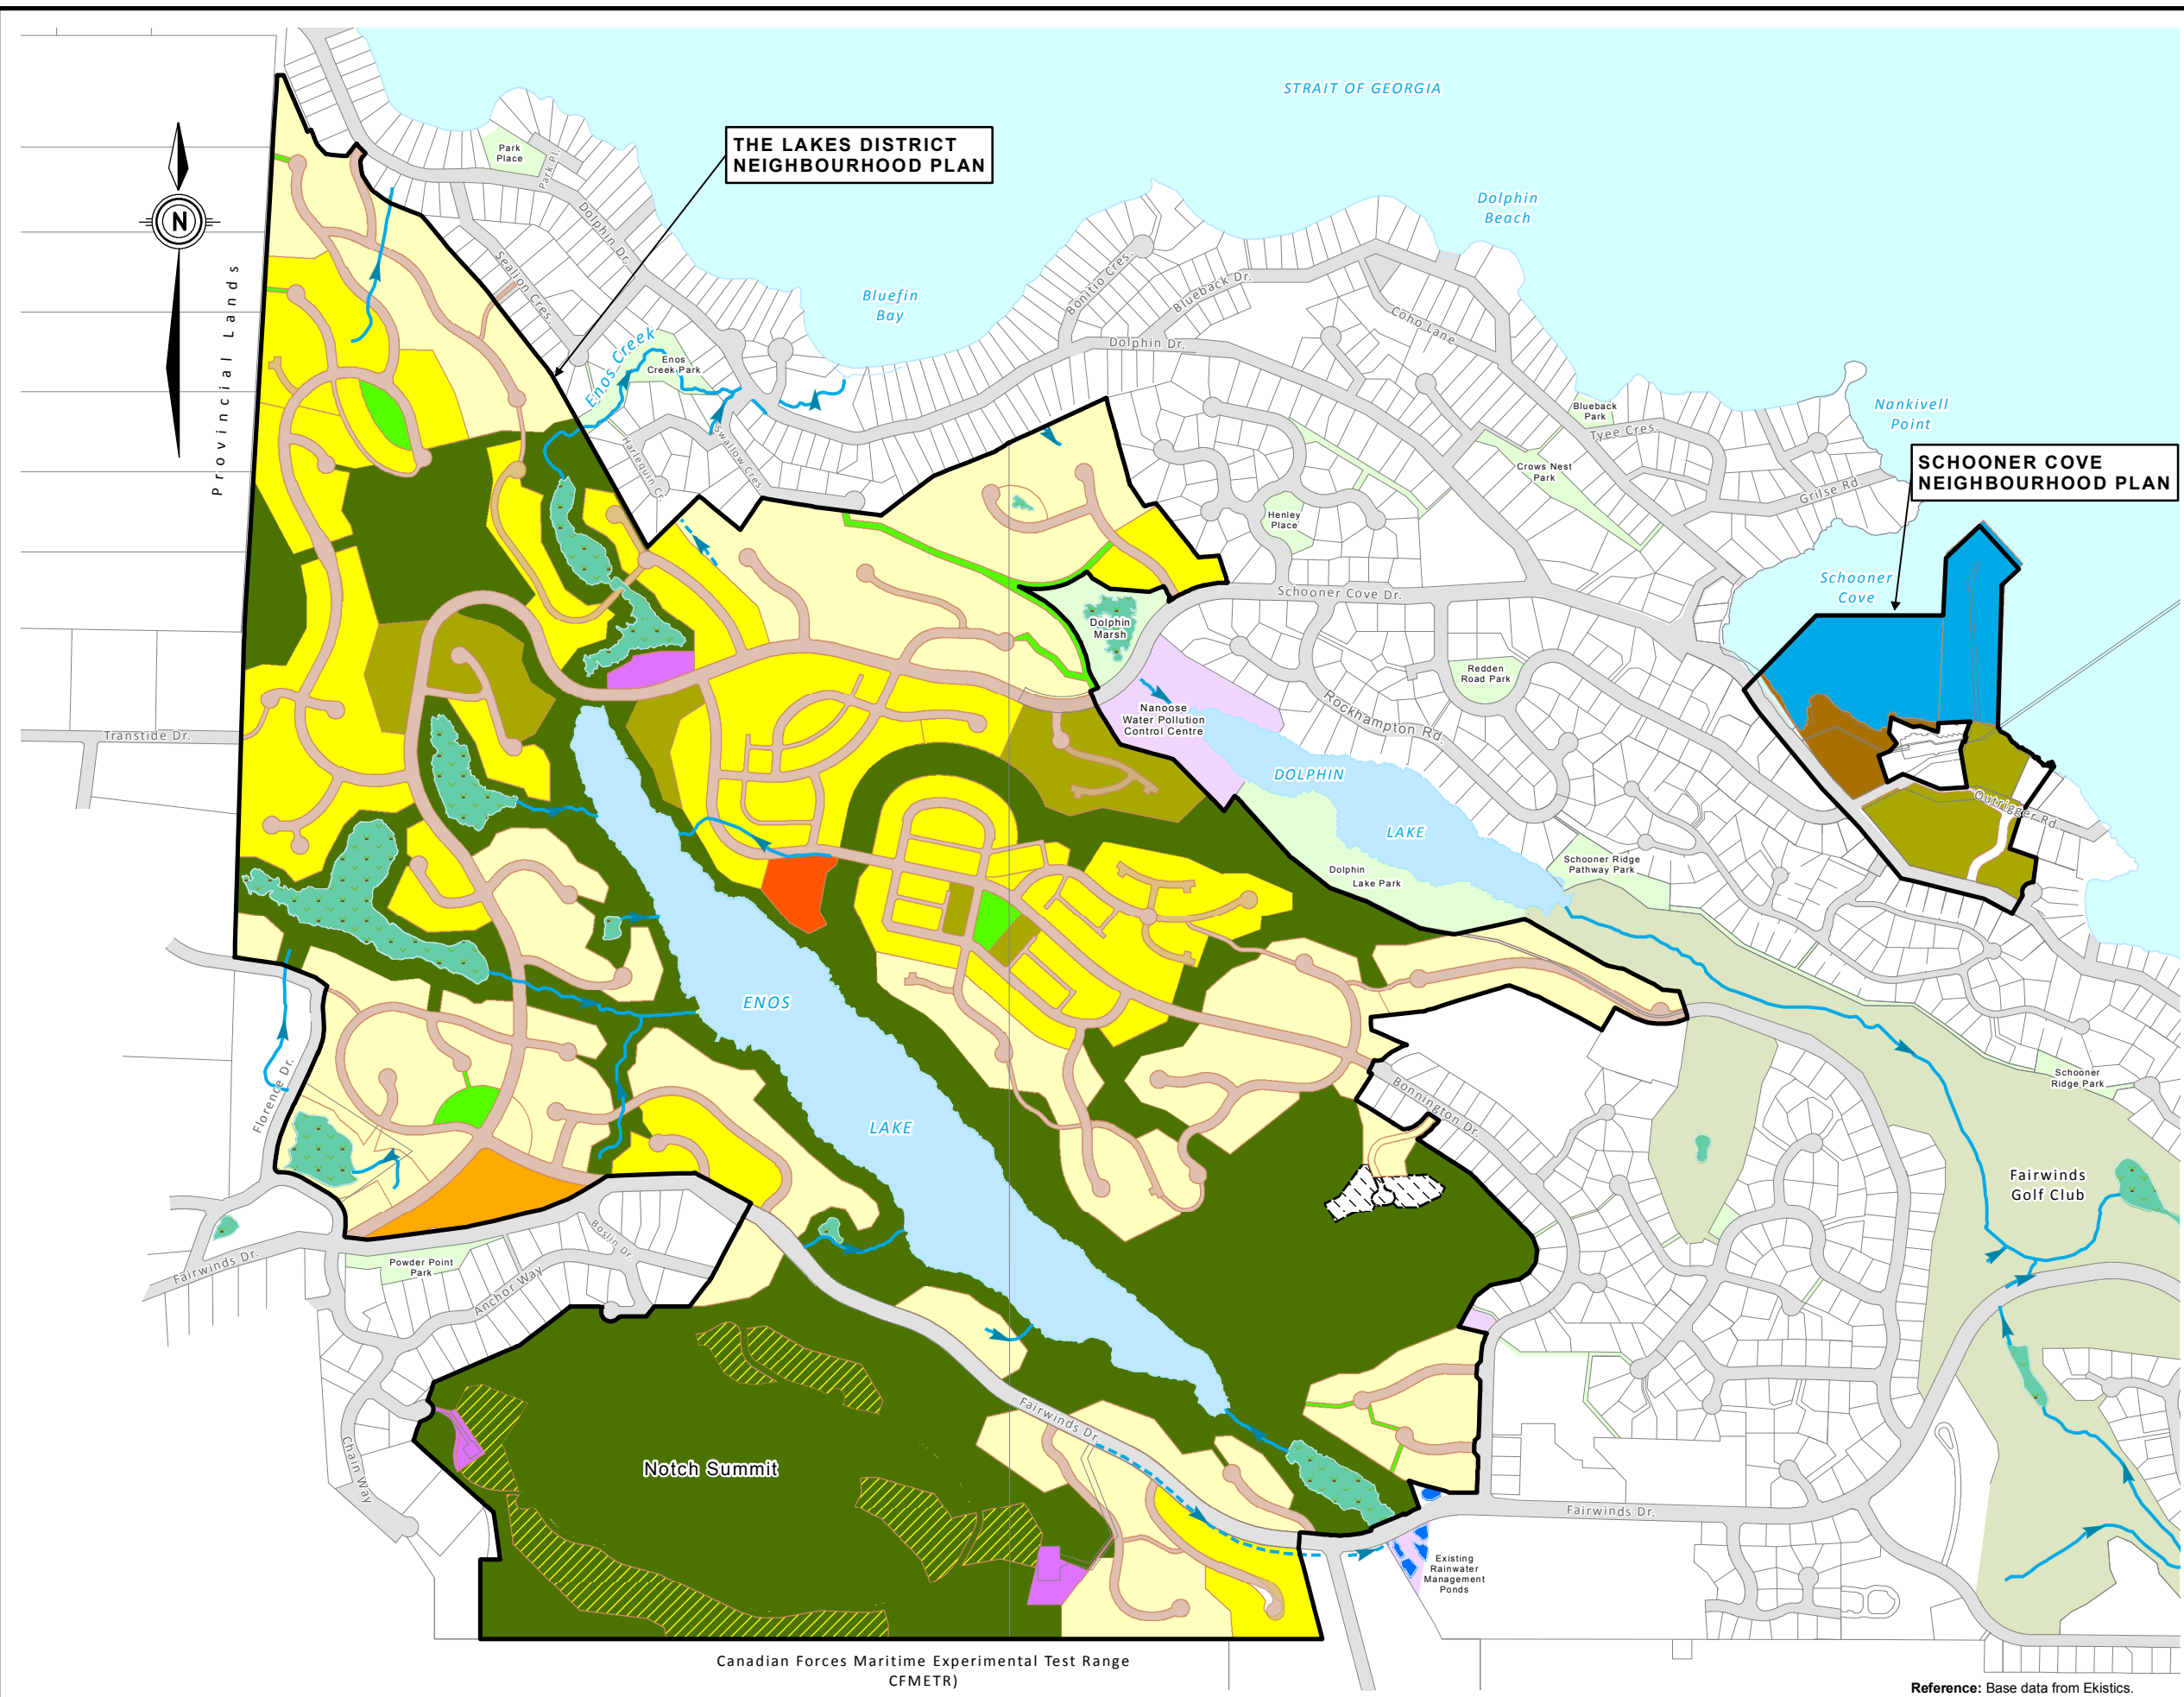 STRAIT OF GEORGIA
THE LAKES DISTRICT
NEIGHBOURHOOD PLAN
Park
Place
Park Pl.
Dolphin Dr.
N
Provincial Lands
Sealion Cres.
Dolphin
Beach
Bluefin
Bay
Bonitio Cres.
Blueback Dr.
Coho Lane
Dolphin Dr.
Enos Creek
Enos
Creek Park
Harlequin Cr.
Swallow Cres.
Blueback
Park
Tyee Cres.
Nankivell
Point
SCHOONER COVE
NEIGHBOURHOOD PLAN
Crows Nest
Park
Grilse Rd.
Henley
Place
Schooner
Cove
Schooner Cove Dr.
Dolphin
Marsh
Redden
Road Park
Rockhampton Rd.
Nanoose
Water Pollution
Control Centre
Transtide Dr.
DOLPHIN
LAKE
Outrigger Rd.
Schooner Ridge
Pathway Park
Dolphin
Lake Park
ENOS
LAKE
Florence Dr.
Bonnington Dr.
Schooner
Ridge Park
Fairwinds
Golf Club
Fairwinds Dr.
Powder Point
Park
Boslin Dr.
Anchor Way
Chain Way
Notch Summit
Fairwinds Dr.
Fairwinds Dr.
Existing
Rainwater
Management
Ponds
Canadian Forces Maritime Experimental Test Range
CFMETR)
Reference: Base data from Ekistics.